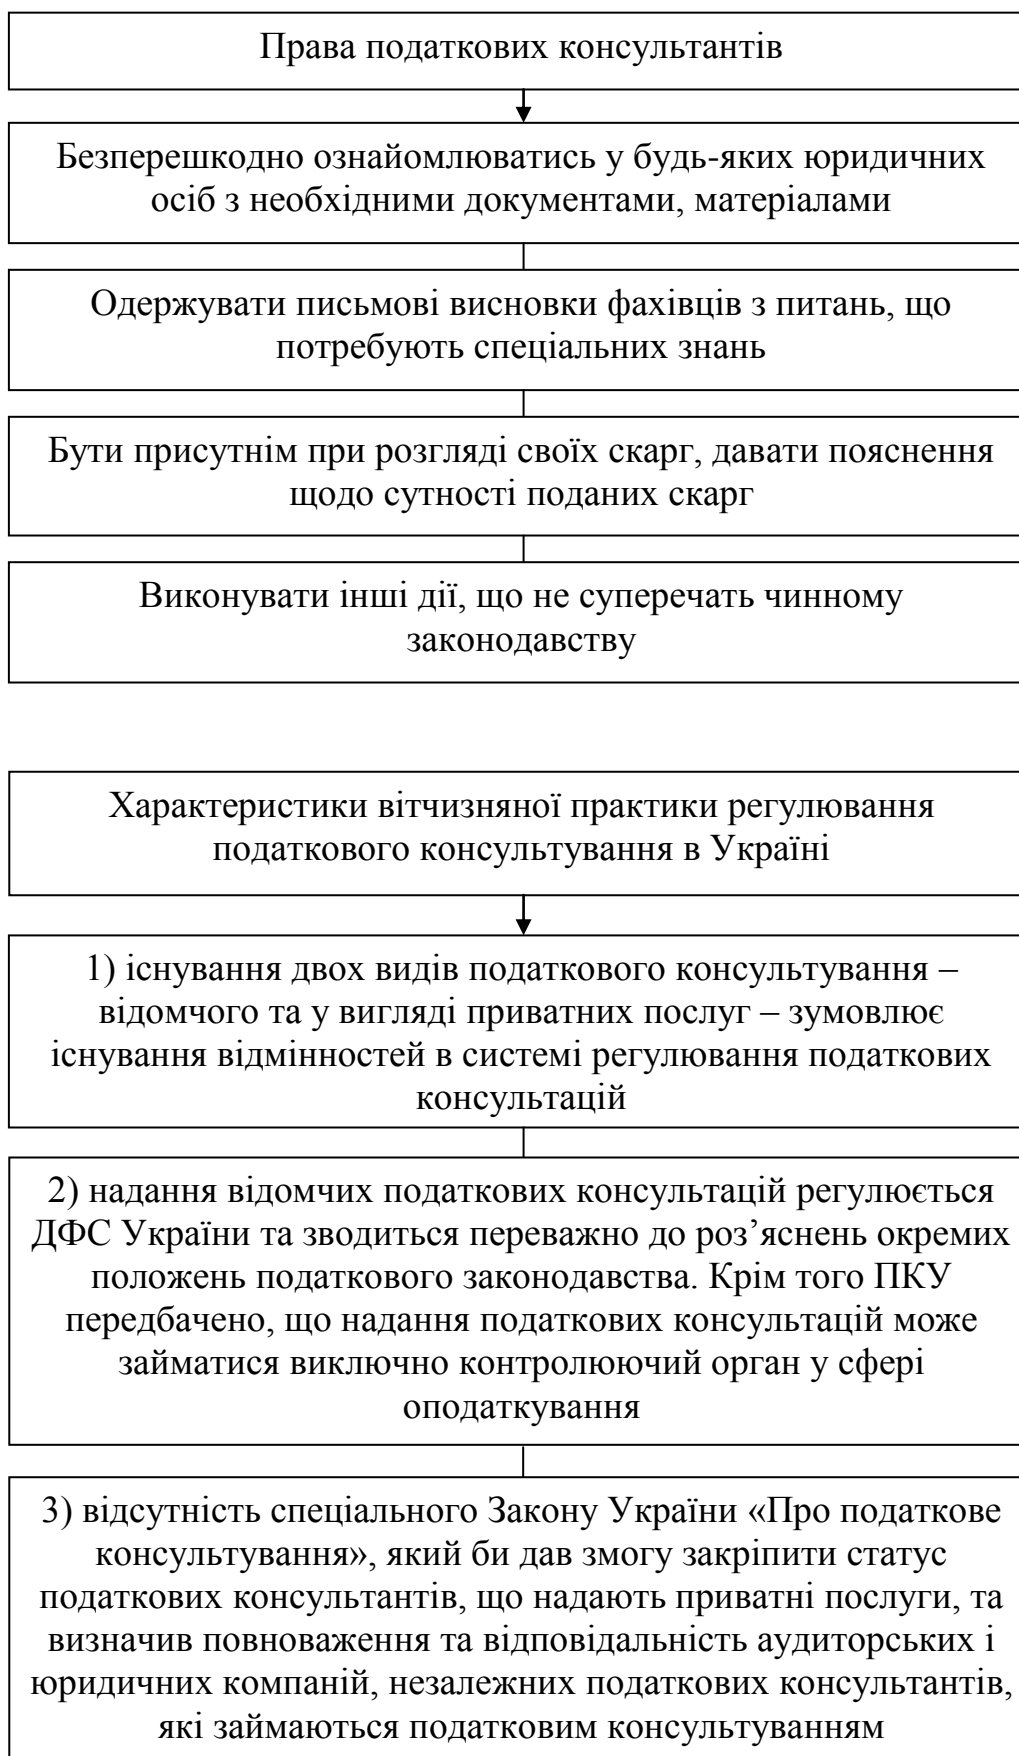 Права податкових консультантів
Безперешкодно ознайомлюватись у будь-яких юридичних
осіб з необхідними документами, матеріалами
Одержувати письмові висновки фахівців з питань, що
потребують спеціальних знань
Бути присутнім при розгляді своїх скарг, давати пояснення
щодо сутності поданих скарг
Виконувати інші дії, що не суперечать чинному
законодавству
Характеристики вітчизняної практики регулювання
податкового консультування в Україні
1) існування двох видів податкового консультування –
відомчого та у вигляді приватних послуг – зумовлює
існування відмінностей в системі регулювання податкових
консультацій
2) надання відомчих податкових консультацій регулюється
ДФС України та зводиться переважно до роз’яснень окремих
положень податкового законодавства. Крім того ПКУ
передбачено, що надання податкових консультацій може
займатися виключно контролюючий орган у сфері
оподаткування
3) відсутність спеціального Закону України «Про податкове
консультування», який би дав змогу закріпити статус
податкових консультантів, що надають приватні послуги, та
визначив повноваження та відповідальність аудиторських і
юридичних компаній, незалежних податкових консультантів,
які займаються податковим консультуванням